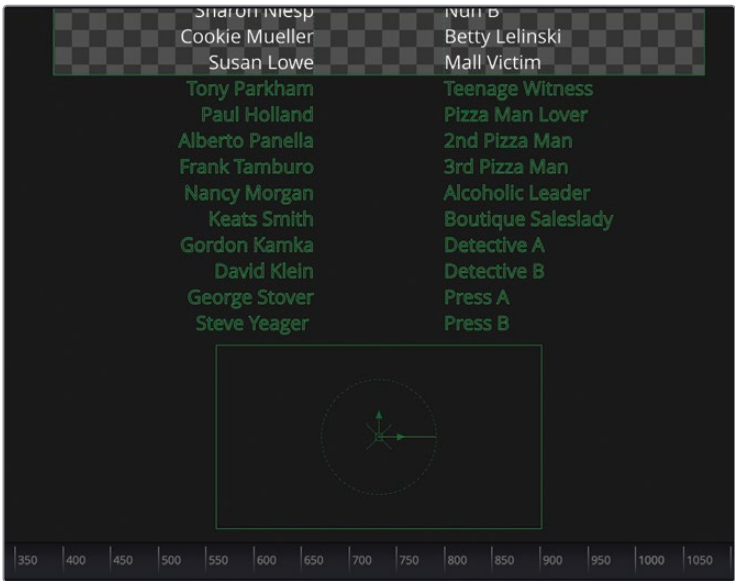 Sharon Niesp Nun B
Cookie Mueller Betty Lelinski
Susan Lowe Mall Victim
Tony Parkham Teenage Witness
Paul Holland Pizza Man Lover
Alberto Panella 2nd Pizza Man
Frank Tamburo 3rd Pizza Man
Nancy Morgan Alcoholic Leader
Keats Smith Boutique Saleslady
Gordon Kamka Detective A
David Klein Detective B
George Stover Press A
Steve Yeager Press B
350 400 450 500 550 600 650 700 750 800 850 900 950 1000 1050